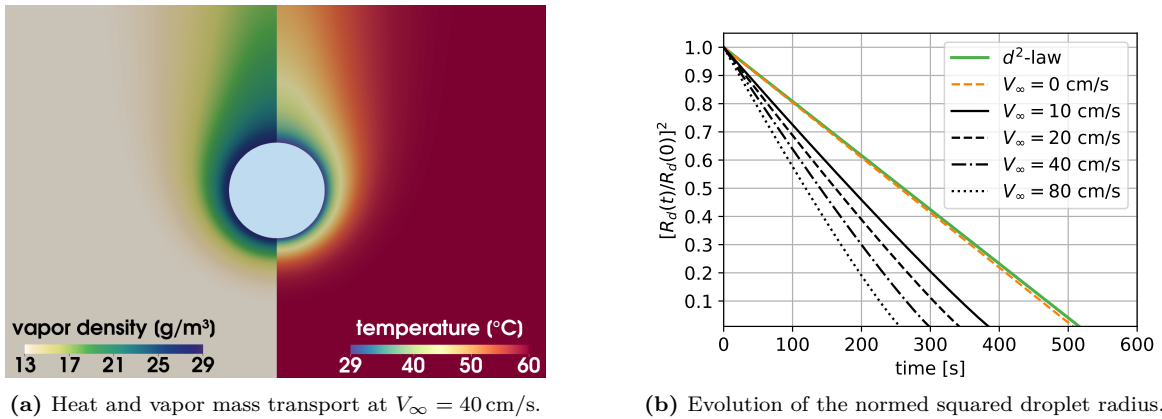 vapor density (g/m³)
13 17 21 25 29
temperature (°C)
29 40 50 60
(a) Heat and vapor mass transport at V∞ = 40 cm/s.
[R_d(t)/R_d(0)]²
1.0
0.9
0.8
0.7
0.6
0.5
0.4
0.3
0.2
0.1
d²-law
V∞ = 0 cm/s
V∞ = 10 cm/s
V∞ = 20 cm/s
V∞ = 40 cm/s
V∞ = 80 cm/s
0 100 200 300 400 500 600
time [s]
(b) Evolution of the normed squared droplet radius.